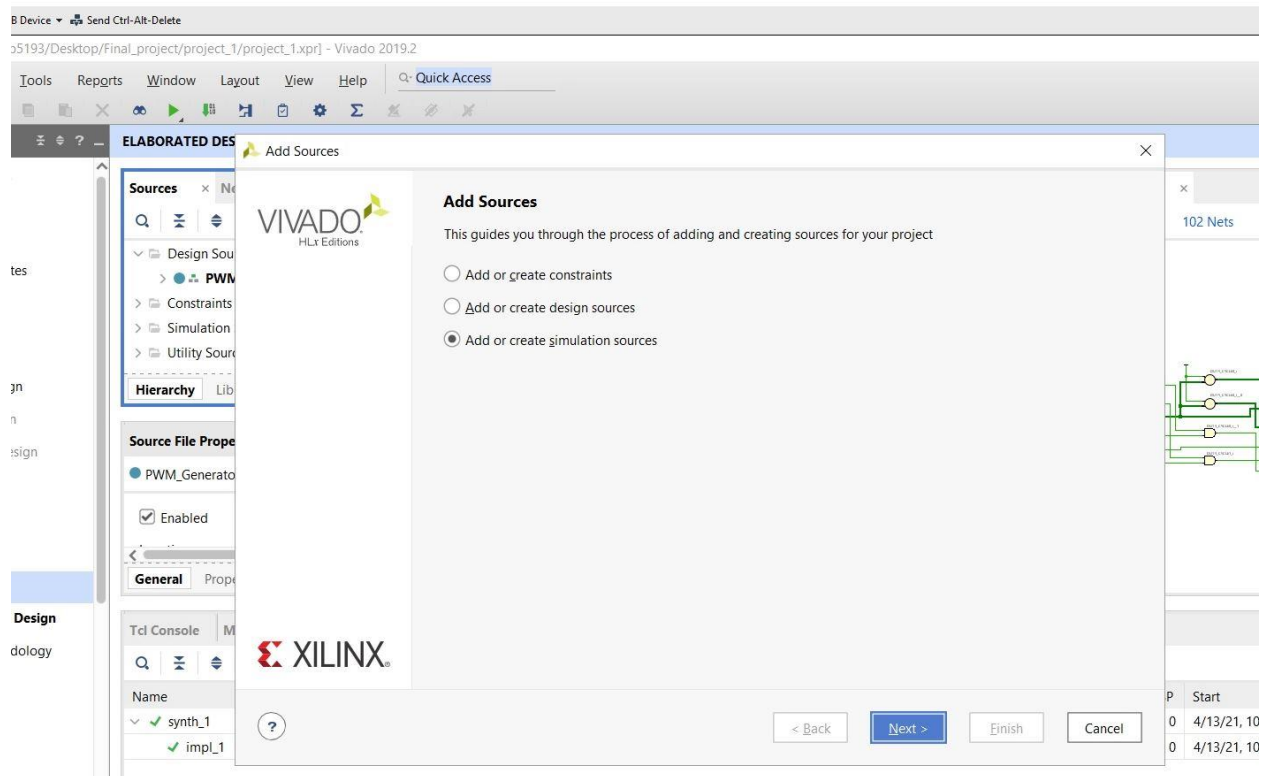 B Device Send Ctrl-Alt-Delete
5193/Desktop/Final_project/project_1/project_1.xpr] - Vivado 2019.2
Tools Reports Window Layout View Help Quick Access
? ELABORATED DES
Add Sources
Sources × Ne
102 Nets
VIVADO.
HLx Editions
Add Sources
This guides you through the process of adding and creating sources for your project
Design Sou
PWM
Constraints
Simulation
Utility Sourc
Add or create constraints
Add or create design sources
Add or create simulation sources
tes
gn
n
esign
Hierarchy Lib
Source File Prope
PWM_Generato
Enabled
General Prope
Design
dology
Tcl Console M
XILINX
Name
P Start
synth_1
0 4/13/21, 10
impl_1
0 4/13/21, 10
?
< Back Next > Finish Cancel